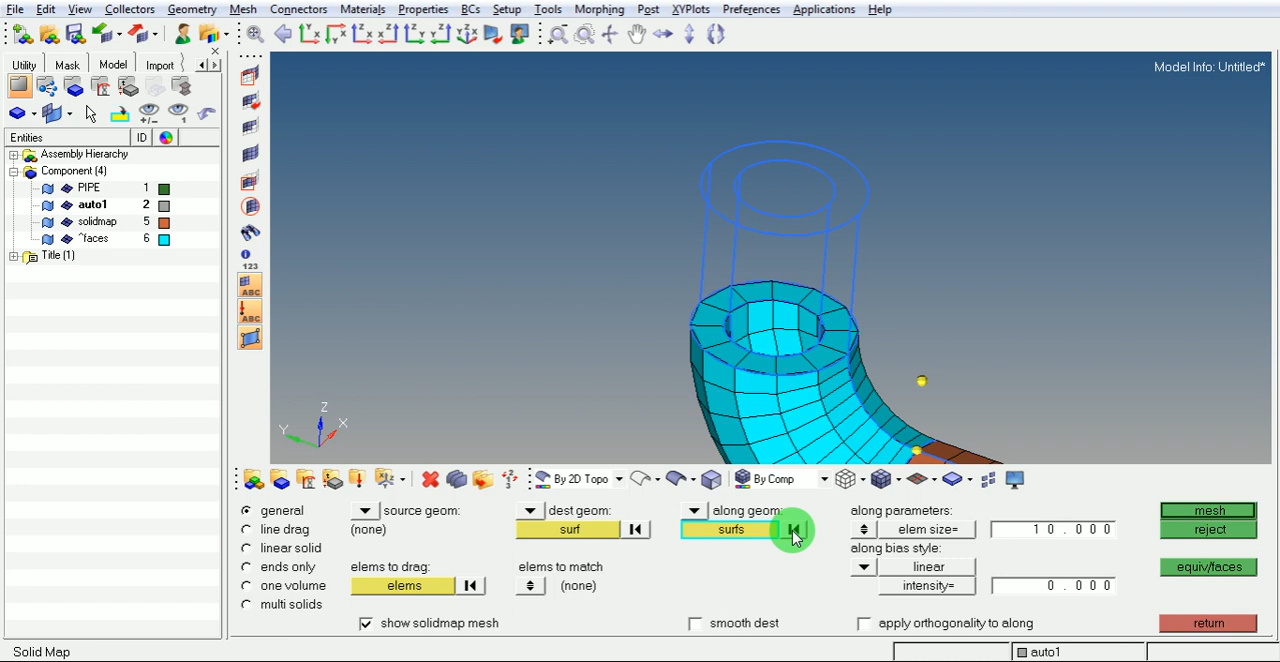 File Edit View Collectors Geometry Mesh Connectors Materials Properties BCs Setup Tools Morphing Post XYPlots Preferences Applications Help
Utility Mask Model Import
Model Info: Untitled*
Entities ID
Assembly Hierarchy
Component (4)
PIPE 1
auto1 2
solidmap 5
^faces 6
Title (1)
1
123
ABC
ABC
Z
X
Y
By 2D Topo By Comp
general source geom: dest geom: along geom: along parameters: mesh
line drag (none) surf surfs elem size= 10.000 reject
linear solid along bias style:
ends only elems to drag: elems to match linear equiv/faces
one volume elems (none) intensity= 0.000
multi solids
show solidmap mesh smooth dest apply orthogonality to along return
Solid Map auto1